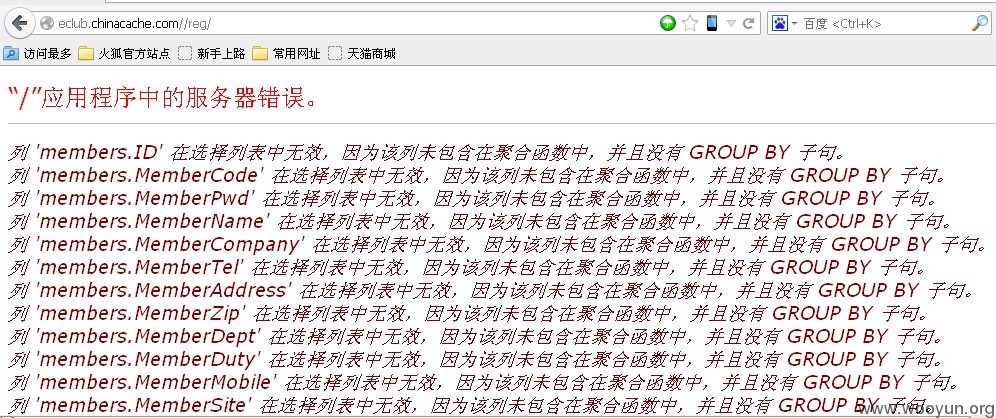 eclub.chinacache.com//reg/
百度 <Ctrl+K>
访问最多 火狐官方站点 新手上路 常用网址 天猫商城
“/”应用程序中的服务器错误。
列 'members.ID' 在选择列表中无效，因为该列未包含在聚合函数中，并且没有 GROUP BY 子句。
列 'members.MemberCode' 在选择列表中无效，因为该列未包含在聚合函数中，并且没有 GROUP BY 子句。
列 'members.MemberPwd' 在选择列表中无效，因为该列未包含在聚合函数中，并且没有 GROUP BY 子句。
列 'members.MemberName' 在选择列表中无效，因为该列未包含在聚合函数中，并且没有 GROUP BY 子句。
列 'members.MemberCompany' 在选择列表中无效，因为该列未包含在聚合函数中，并且没有 GROUP BY 子句。
列 'members.MemberTel' 在选择列表中无效，因为该列未包含在聚合函数中，并且没有 GROUP BY 子句。
列 'members.MemberAddress' 在选择列表中无效，因为该列未包含在聚合函数中，并且没有 GROUP BY 子句。
列 'members.MemberZip' 在选择列表中无效，因为该列未包含在聚合函数中，并且没有 GROUP BY 子句。
列 'members.MemberDept' 在选择列表中无效，因为该列未包含在聚合函数中，并且没有 GROUP BY 子句。
列 'members.MemberDuty' 在选择列表中无效，因为该列未包含在聚合函数中，并且没有 GROUP BY 子句。
列 'members.MemberMobile' 在选择列表中无效，因为该列未包含在聚合函数中，并且没有 GROUP BY 子句。
列 'members.MemberSite' 在选择列表中无效，因为该列未包含在聚合函数中，并且没有 GROUP BY 子句。
www.wooyun.org